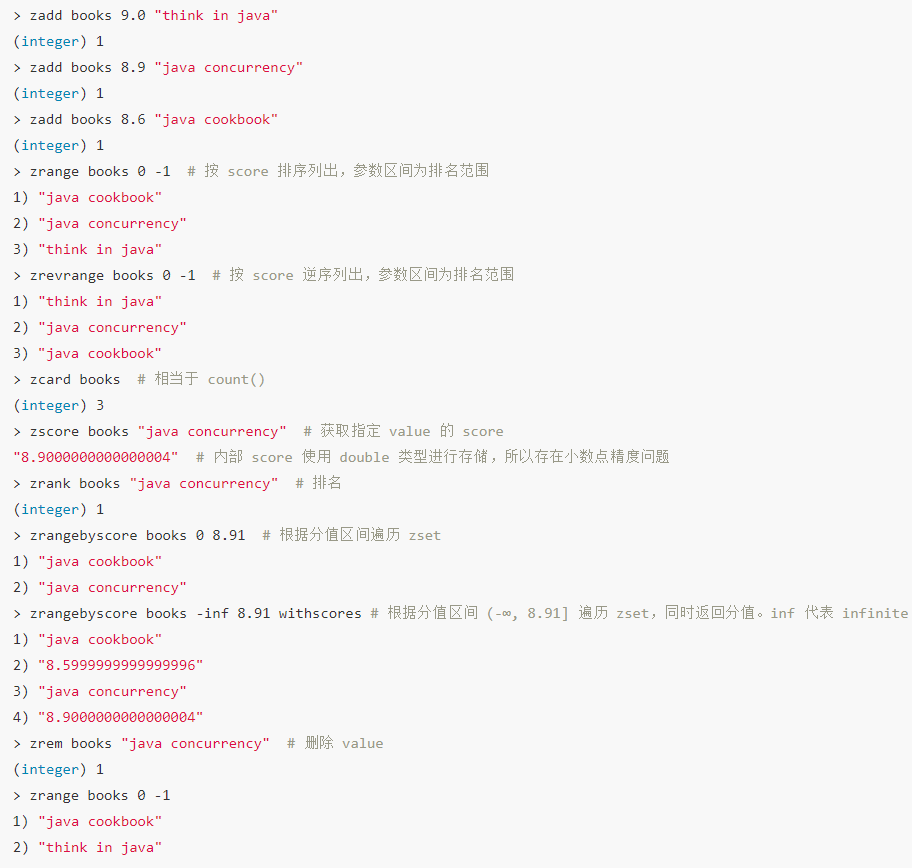 > zadd books 9.0 "think in java"
(integer) 1
> zadd books 8.9 "java concurrency"
(integer) 1
> zadd books 8.6 "java cookbook"
(integer) 1
> zrange books 0 -1  # 按 score 排序列出，参数区间为排名范围
1) "java cookbook"
2) "java concurrency"
3) "think in java"
> zrevrange books 0 -1  # 按 score 逆序列出，参数区间为排名范围
1) "think in java"
2) "java concurrency"
3) "java cookbook"
> zcard books  # 相当于 count()
(integer) 3
> zscore books "java concurrency"  # 获取指定 value 的 score
"8.9000000000000004"  # 内部 score 使用 double 类型进行存储，所以存在小数点精度问题
> zrank books "java concurrency"  # 排名
(integer) 1
> zrangebyscore books 0 8.91  # 根据分值区间遍历 zset
1) "java cookbook"
2) "java concurrency"
> zrangebyscore books -inf 8.91 withscores # 根据分值区间 (-∞, 8.91] 遍历 zset，同时返回分值。inf 代表 infinite
1) "java cookbook"
2) "8.5999999999999996"
3) "java concurrency"
4) "8.9000000000000004"
> zrem books "java concurrency"  # 删除 value
(integer) 1
> zrange books 0 -1
1) "java cookbook"
2) "think in java"